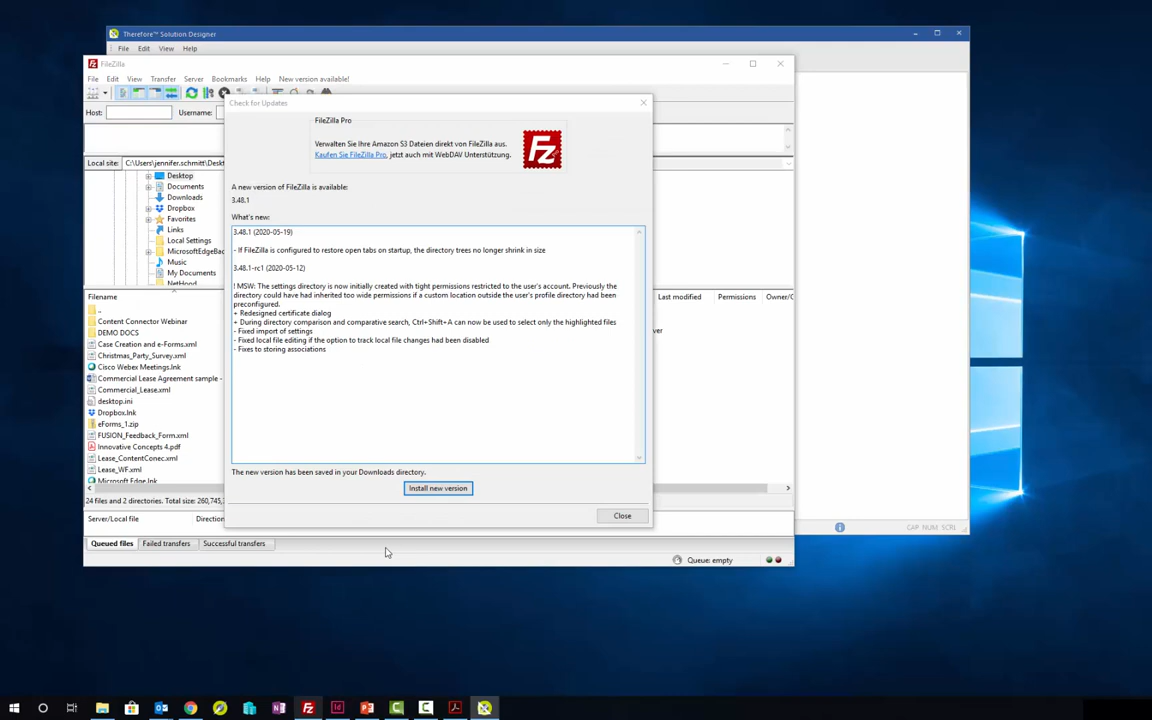 Therefore™ Solution Designer
File Edit View Help
FileZilla
File Edit View Transfer Server Bookmarks Help New version available!
Check for Updates
Host: Username:
FileZilla Pro
Verwalten Sie Ihre Amazon S3 Dateien direkt von FileZilla aus.
Kaufen Sie FileZilla Pro, jetzt auch mit WebDAV Unterstützung.
Fz
Local site: C:\Users\jennifer.schmitt\Deskt
Desktop
Documents
Downloads
Dropbox
Favorites
Links
Local Settings
MicrosoftEdgeBac
Music
My Documents
NetHood
A new version of FileZilla is available:
3.48.1
What's new:
3.48.1 (2020-05-19)
- If FileZilla is configured to restore open tabs on startup, the directory trees no longer shrink in size
3.48.1-rc1 (2020-05-12)
! MSW: The settings directory is now initially created with tight permissions restricted to the user's account. Previously the
directory could have had inherited too wide permissions if a custom location outside the user's profile directory had been
preconfigured.
+ Redesigned certificate dialog
+ During directory comparison and comparative search, Ctrl+Shift+A can now be used to select only the highlighted files
- Fixed import of settings
- Fixed local file editing if the option to track local file changes had been disabled
- Fixes to storing associations
Filename
..
Content Connector Webinar
DEMO DOCS
Case Creation and e-Forms.xml
Christmas_Party_Survey.xml
Cisco Webex Meetings.lnk
Commercial Lease Agreement sample -
Commercial_Lease.xml
desktop.ini
Dropbox.lnk
eForms_1.zip
FUSION_Feedback_Form.xml
Innovative Concepts 4.pdf
Lease_ContentConec.xml
Lease_WF.xml
Microsoft Edge.lnk
Last modified Permissions Owner/G
ver
The new version has been saved in your Downloads directory.
Install new version
Close
24 files and 2 directories. Total size: 260,745,
Server/Local file Direction
Queued files Failed transfers Successful transfers
Queue: empty
CAP NUM SCRL